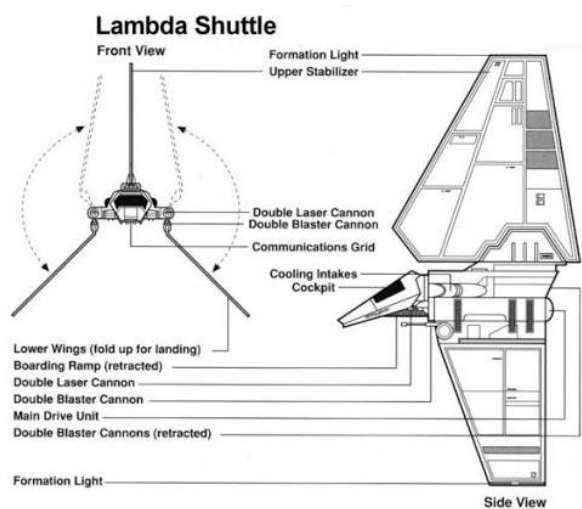 Lambda Shuttle
Front View
Formation Light
Upper Stabilizer
Double Laser Cannon
Double Blaster Cannon
Communications Grid
Cooling Intakes
Cockpit
Lower Wings (fold up for landing)
Boarding Ramp (retracted)
Double Laser Cannon
Double Blaster Cannon
Main Drive Unit
Double Blaster Cannons (retracted)
Formation Light
Side View